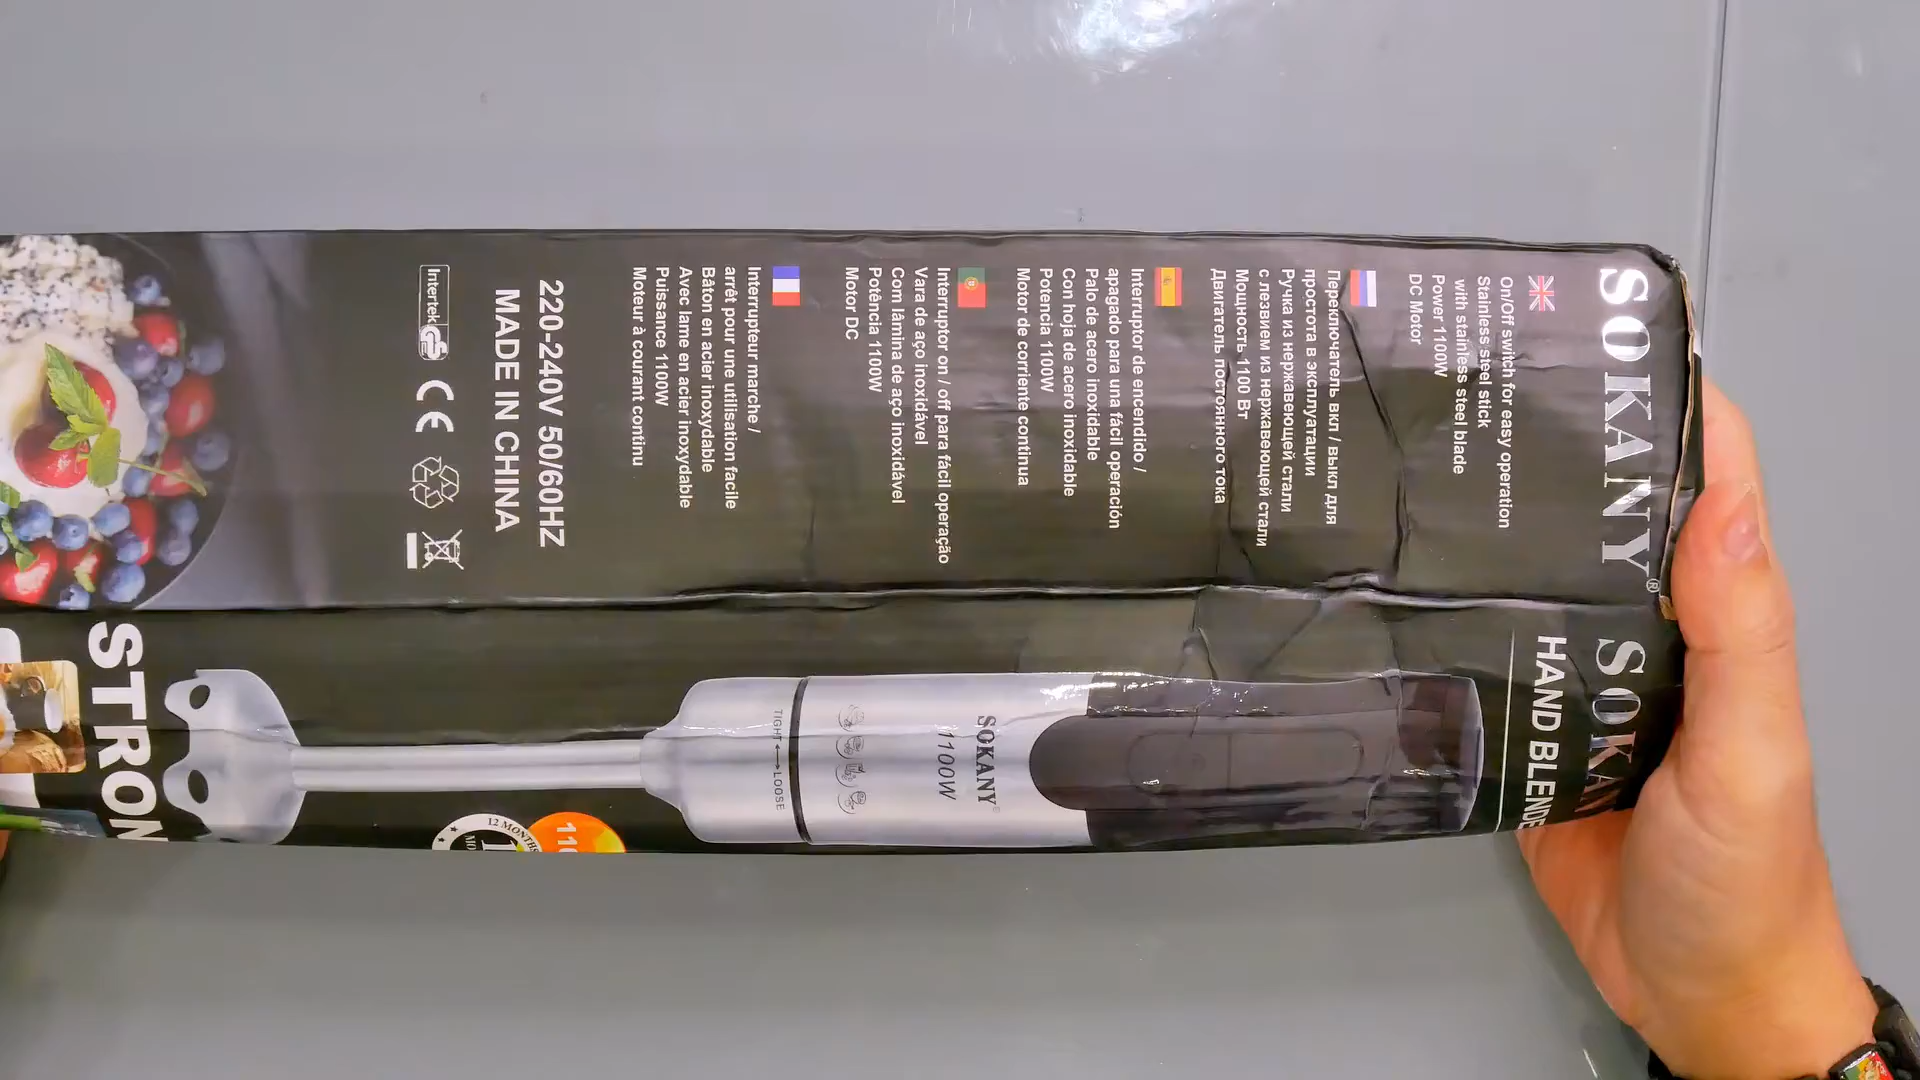 SOKANY®
On/Off switch for easy operation
Stainless steel stick
with stainless steel blade
Power 1100W
DC Motor
Переключатель вкл / выкл для
простота в эксплуатации
Ручка из нержавеющей стали
с лезвием из нержавеющей стали
Мощность 1100 Вт
Двигатель постоянного тока
Interruptor de encendido /
apagado para una fácil operación
Palo de acero inoxidable
Con hoja de acero inoxidable
Potencia 1100W
Motor de corriente continua
Interruptor on / off para fácil operação
Vara de aço inoxidável
Com lâmina de aço inoxidável
Potência 1100W
Motor DC
Interrupteur marche /
arrêt pour une utilisation facile
Bâton en acier inoxydable
Avec lame en acier inoxydable
Puissance 1100W
Moteur à courant continu
220-240V 50/60HZ
MADE IN CHINA
Intertek
CE
SOKAN
HAND BLENDE
SOKANY
1100W
TIGHT LOOSE
12 MONTHS
110
STRON